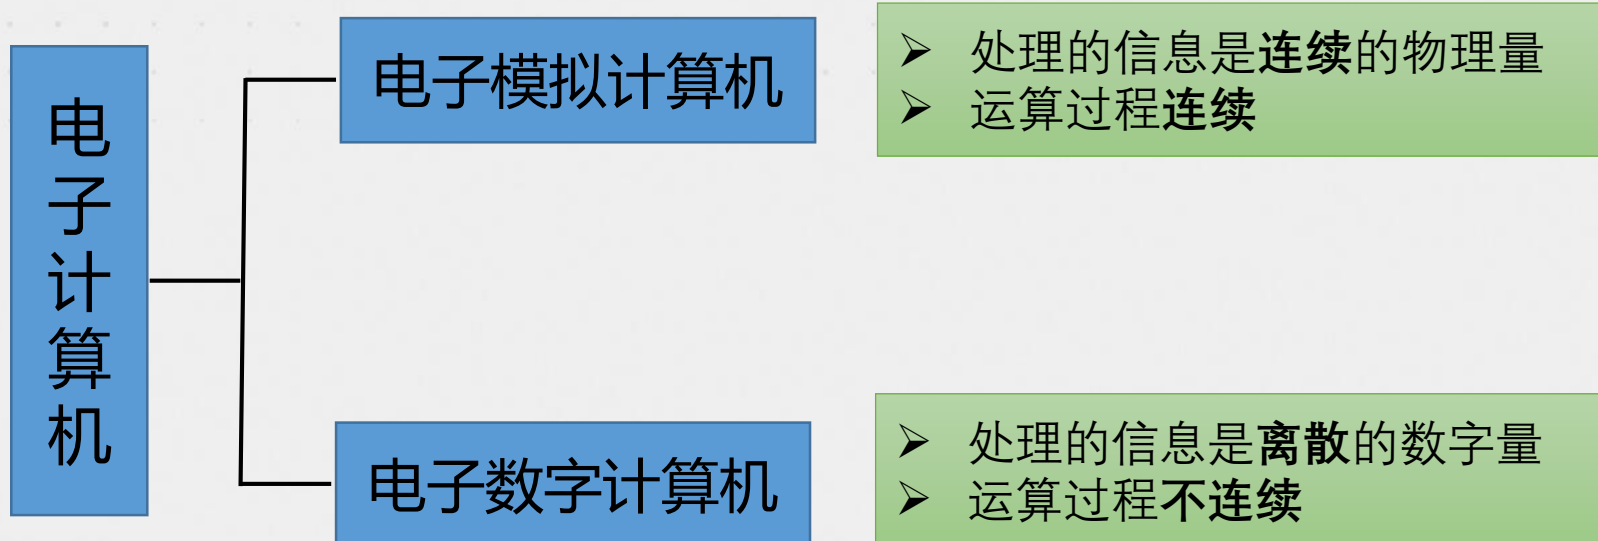 电子计算机
电子模拟计算机
处理的信息是连续的物理量
运算过程连续
电子数字计算机
处理的信息是离散的数字量
运算过程不连续